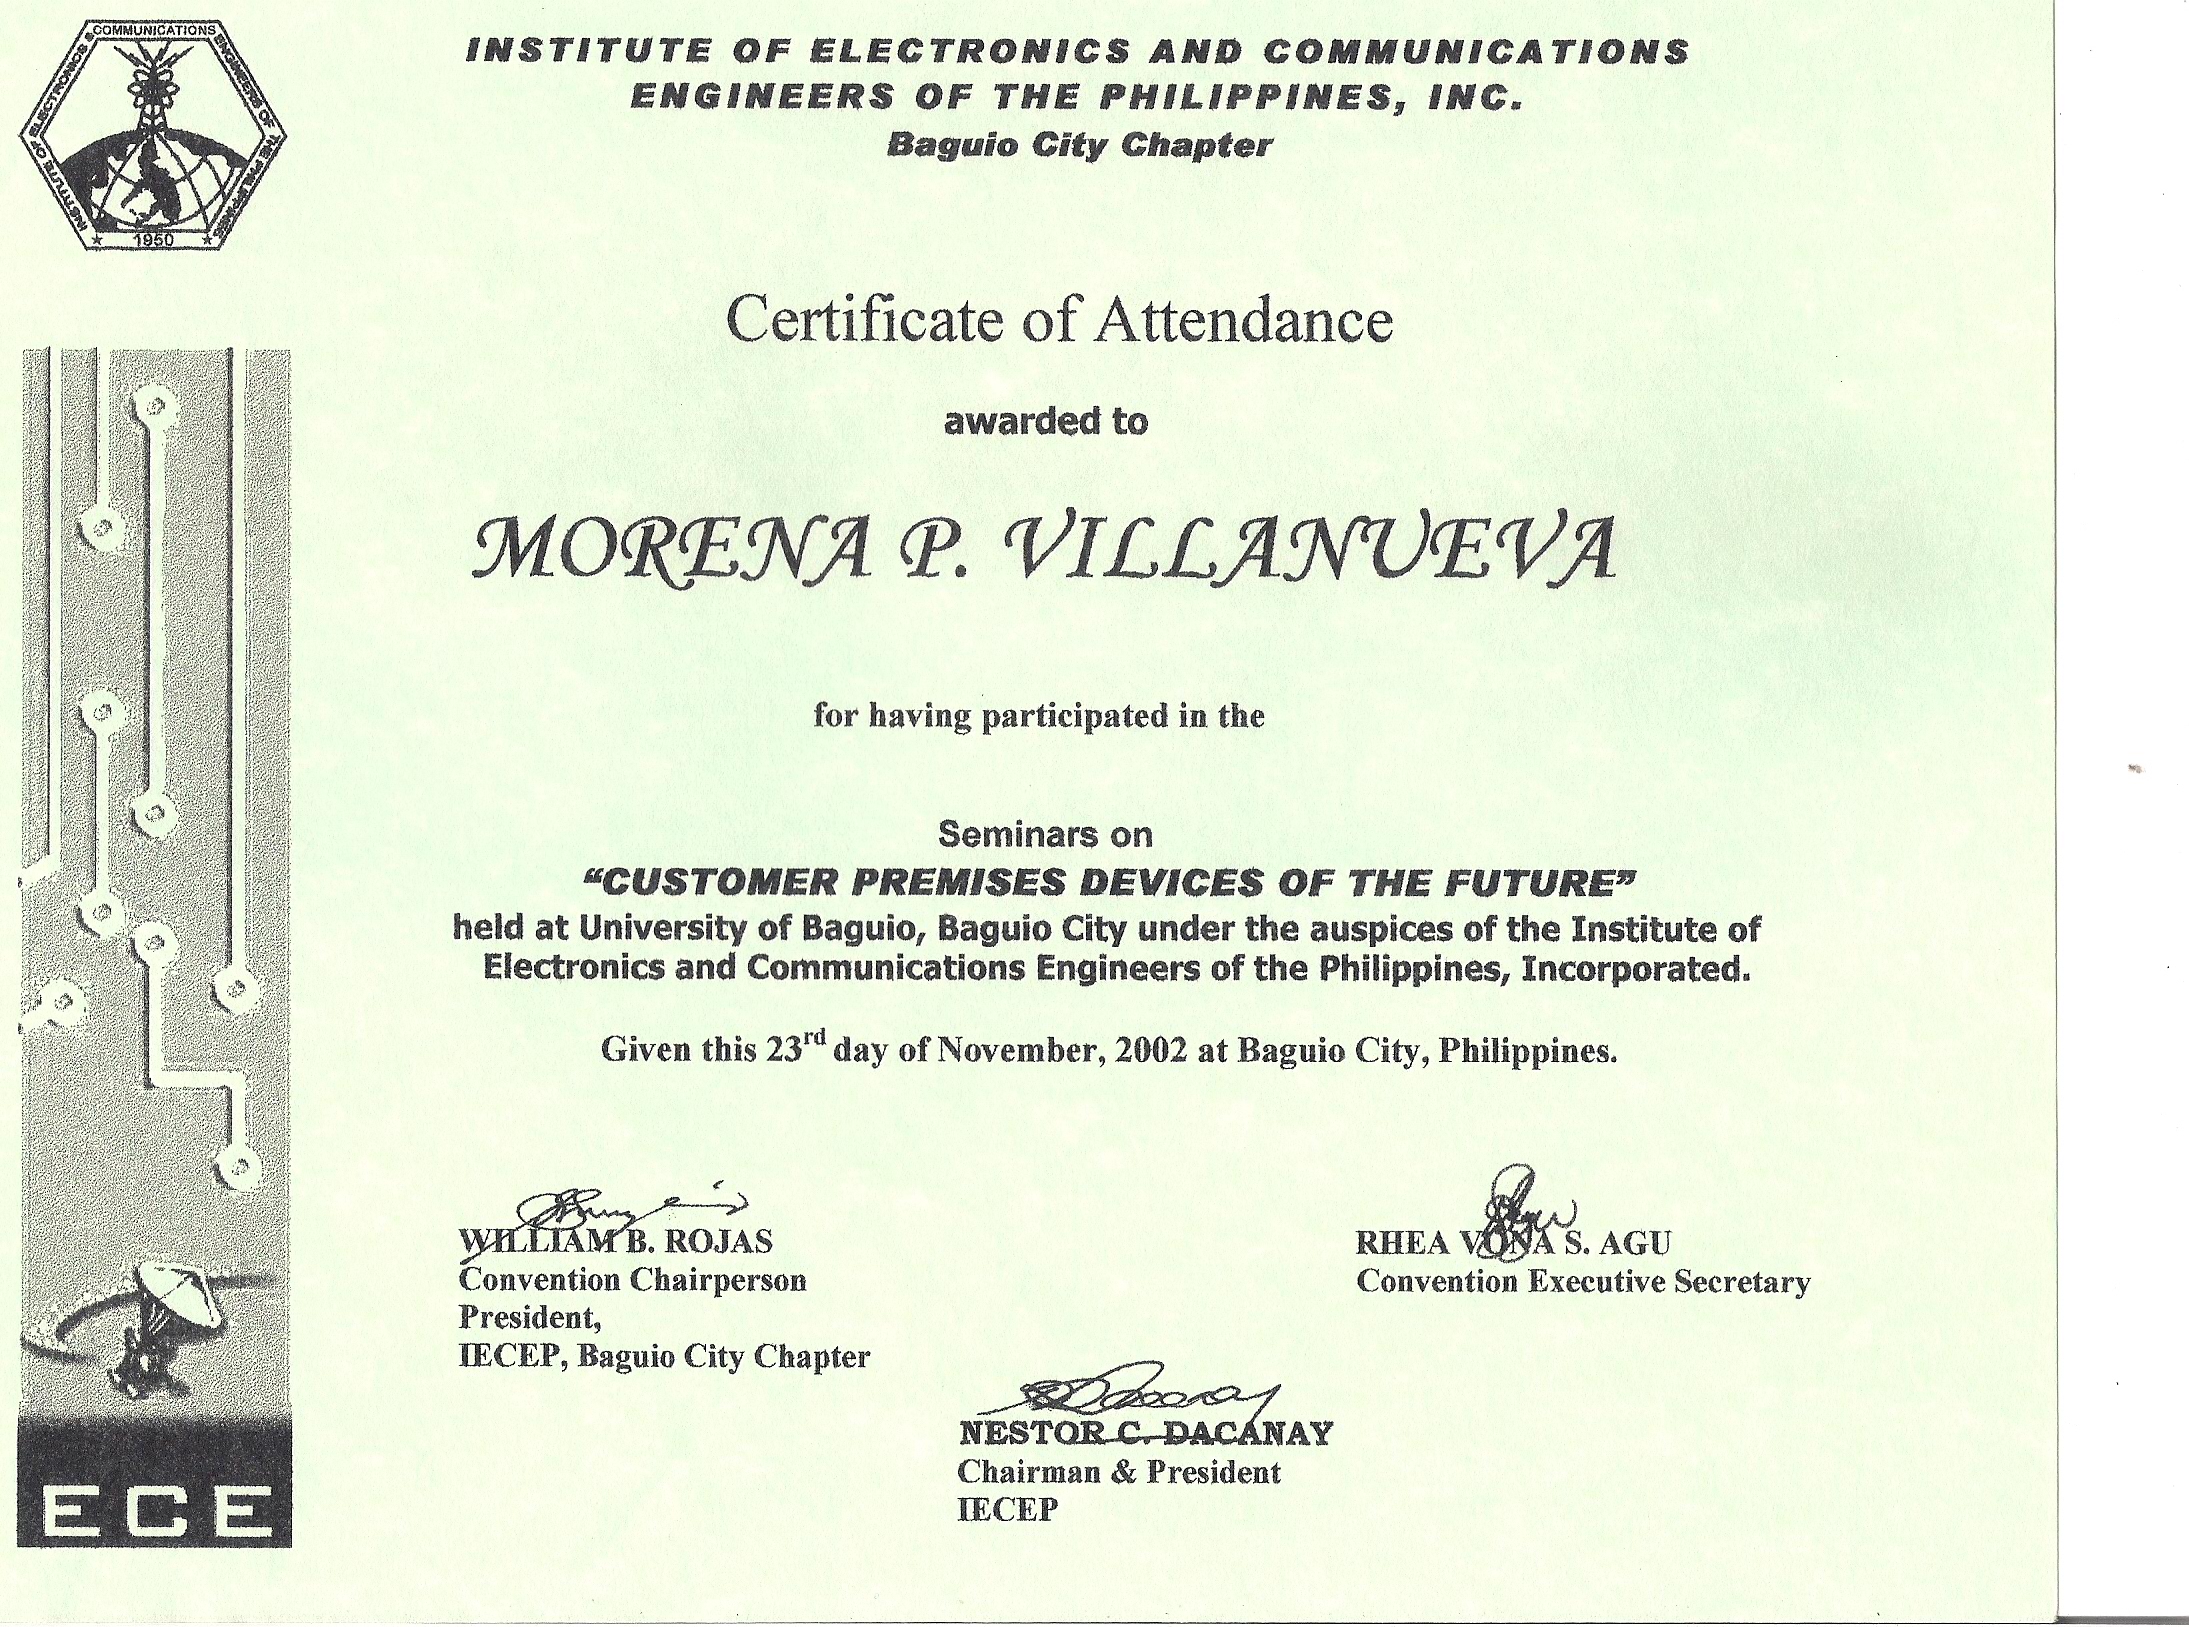 INSTITUTE OF ELECTRONICS & COMMUNICATIONS ENGINEERS OF THE PHILIPPINES
1950
INSTITUTE OF ELECTRONICS AND COMMUNICATIONS
ENGINEERS OF THE PHILIPPINES, INC.
Baguio City Chapter
Certificate of Attendance
awarded to
MORENA P. VILLANUEVA
for having participated in the
Seminars on
“CUSTOMER PREMISES DEVICES OF THE FUTURE”
held at University of Baguio, Baguio City under the auspices of the Institute of
Electronics and Communications Engineers of the Philippines, Incorporated.
Given this 23rd day of November, 2002 at Baguio City, Philippines.
WILLIAM B. ROJAS
Convention Chairperson
President,
IECEP, Baguio City Chapter
RHEA VONA S. AGU
Convention Executive Secretary
NESTOR C. DACANAY
Chairman & President
IECEP
ECE